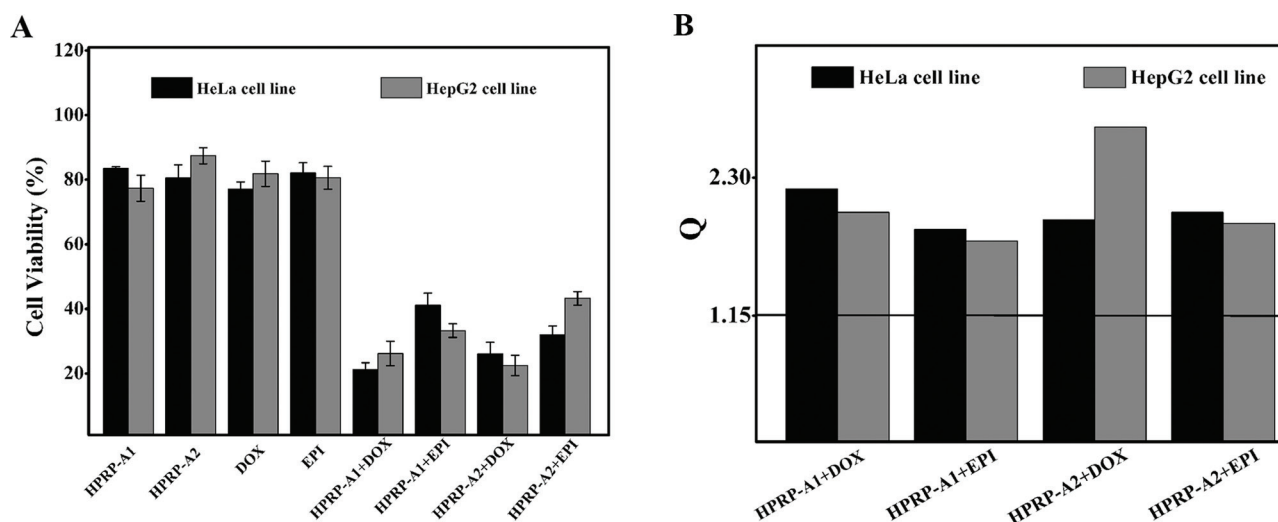 A
Cell Viability (%)
120
100
80
60
40
20
HeLa cell line
HepG2 cell line
HPRP-A1
HPRP-A2
DOX
EPI
HPRP-A1+DOX
HPRP-A1+EPI
HPRP-A2+DOX
HPRP-A2+EPI
B
Q
2.30
1.15
HeLa cell line
HepG2 cell line
HPRP-A1+DOX
HPRP-A1+EPI
HPRP-A2+DOX
HPRP-A2+EPI